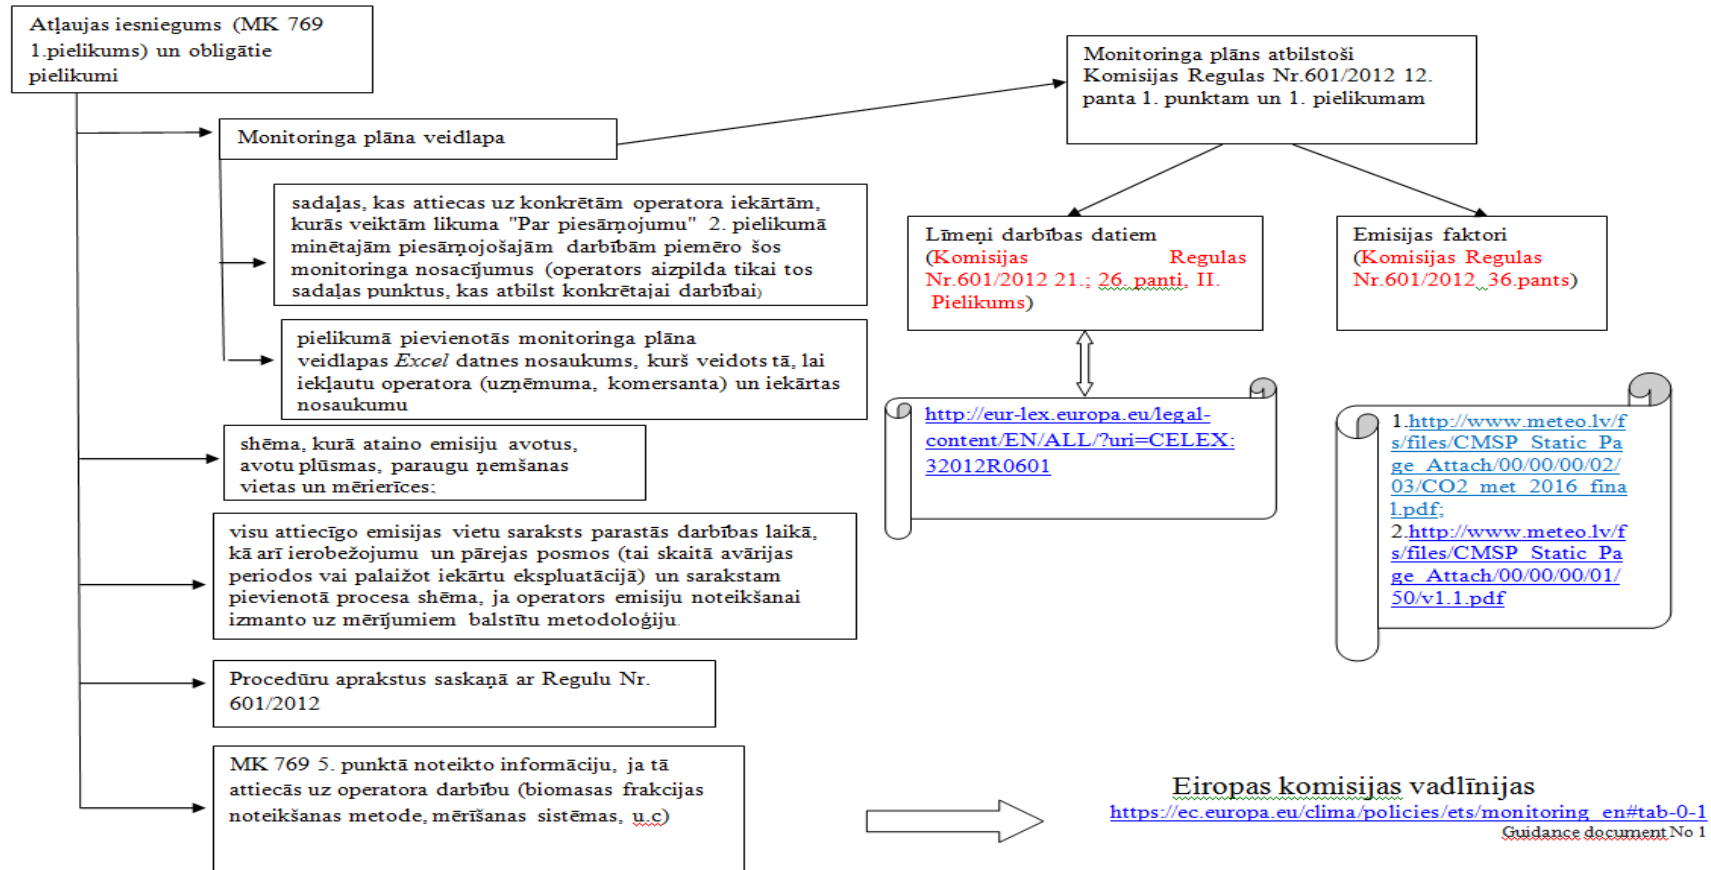 Atļaujas iesniegums (MK 769
1.pielikums) un obligātie
pielikumi
Monitoringa plāns atbilstoši
Komisijas Regulas Nr.601/2012 12.
panta 1. punktam un 1. pielikumam
Monitoringa plāna veidlapa
sadaļas, kas attiecas uz konkrētām operatora iekārtām,
kurās veiktām likuma "Par piesārņojumu" 2. pielikumā
minētajām piesārņojošajām darbībām piemēro šos
monitoringa nosacījumus (operators aizpilda tikai tos
sadaļas punktus, kas atbilst konkrētajai darbībai)
Līmeņi darbības datiem
(Komisijas Regulas
Nr.601/2012 21.; 26. panti, II.
Pielikums)
Emisijas faktori
(Komisijas Regulas
Nr.601/2012, 36.pants)
pielikumā pievienotās monitoringa plāna
veidlapas Excel datnes nosaukums, kurš veidots tā, lai
iekļautu operatora (uzņēmuma, komersanta) un iekārtas
nosaukumu
http://eur-lex.europa.eu/legal-
content/EN/ALL/?uri=CELEX:
32012R0601
1.http://www.meteo.lv/f
s/files/CMSP_Static_Pa
ge_Attach/00/00/00/02/
03/CO2_met_2016_fina
l.pdf;
2.http://www.meteo.lv/f
s/files/CMSP_Static_Pa
ge_Attach/00/00/00/01/
50/v1.1.pdf
shēma, kurā ataino emisiju avotus,
avotu plūsmas, paraugu ņemšanas
vietas un mērierīces;
visu attiecīgo emisijas vietu saraksts parastās darbības laikā,
kā arī ierobežojumu un pārejas posmos (tai skaitā avārijas
periodos vai palaižot iekārtu ekspluatācijā) un sarakstam
pievienotā procesa shēma, ja operators emisiju noteikšanai
izmanto uz mērījumiem balstītu metodoloģiju.
Procedūru aprakstus saskaņā ar Regulu Nr.
601/2012
MK 769 5. punktā noteikto informāciju, ja tā
attiecās uz operatora darbību (biomasas frakcijas
noteikšanas metode, mērīšanas sistēmas, u.c)
Eiropas komisijas vadlīnijas
https://ec.europa.eu/clima/policies/ets/monitoring_en#tab-0-1
Guidance document No 1